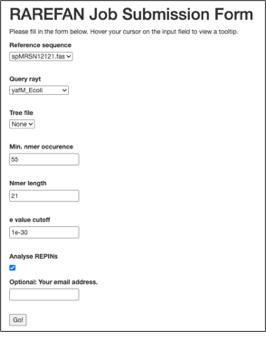 RAREFAN Job Submission Form
Please fill in the form below. Hover your cursor on the input field to view a tooltip.
Reference sequence
spMRSN12121.fas
Query rayt
yafM_Ecoli
Tree file
None
Min. nmer occurence
55
Nmer length
21
e value cutoff
1e-30
Analyse REPINs
Optional: Your email address.
Go!